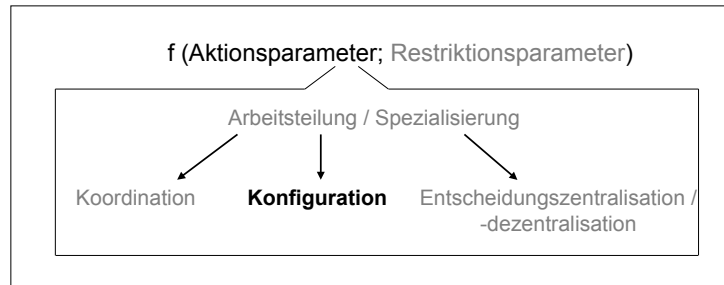 f (Aktionsparameter; Restriktionsparameter)
Arbeitsteilung / Spezialisierung
Koordination Konfiguration Entscheidungszentralisation /
-dezentralisation